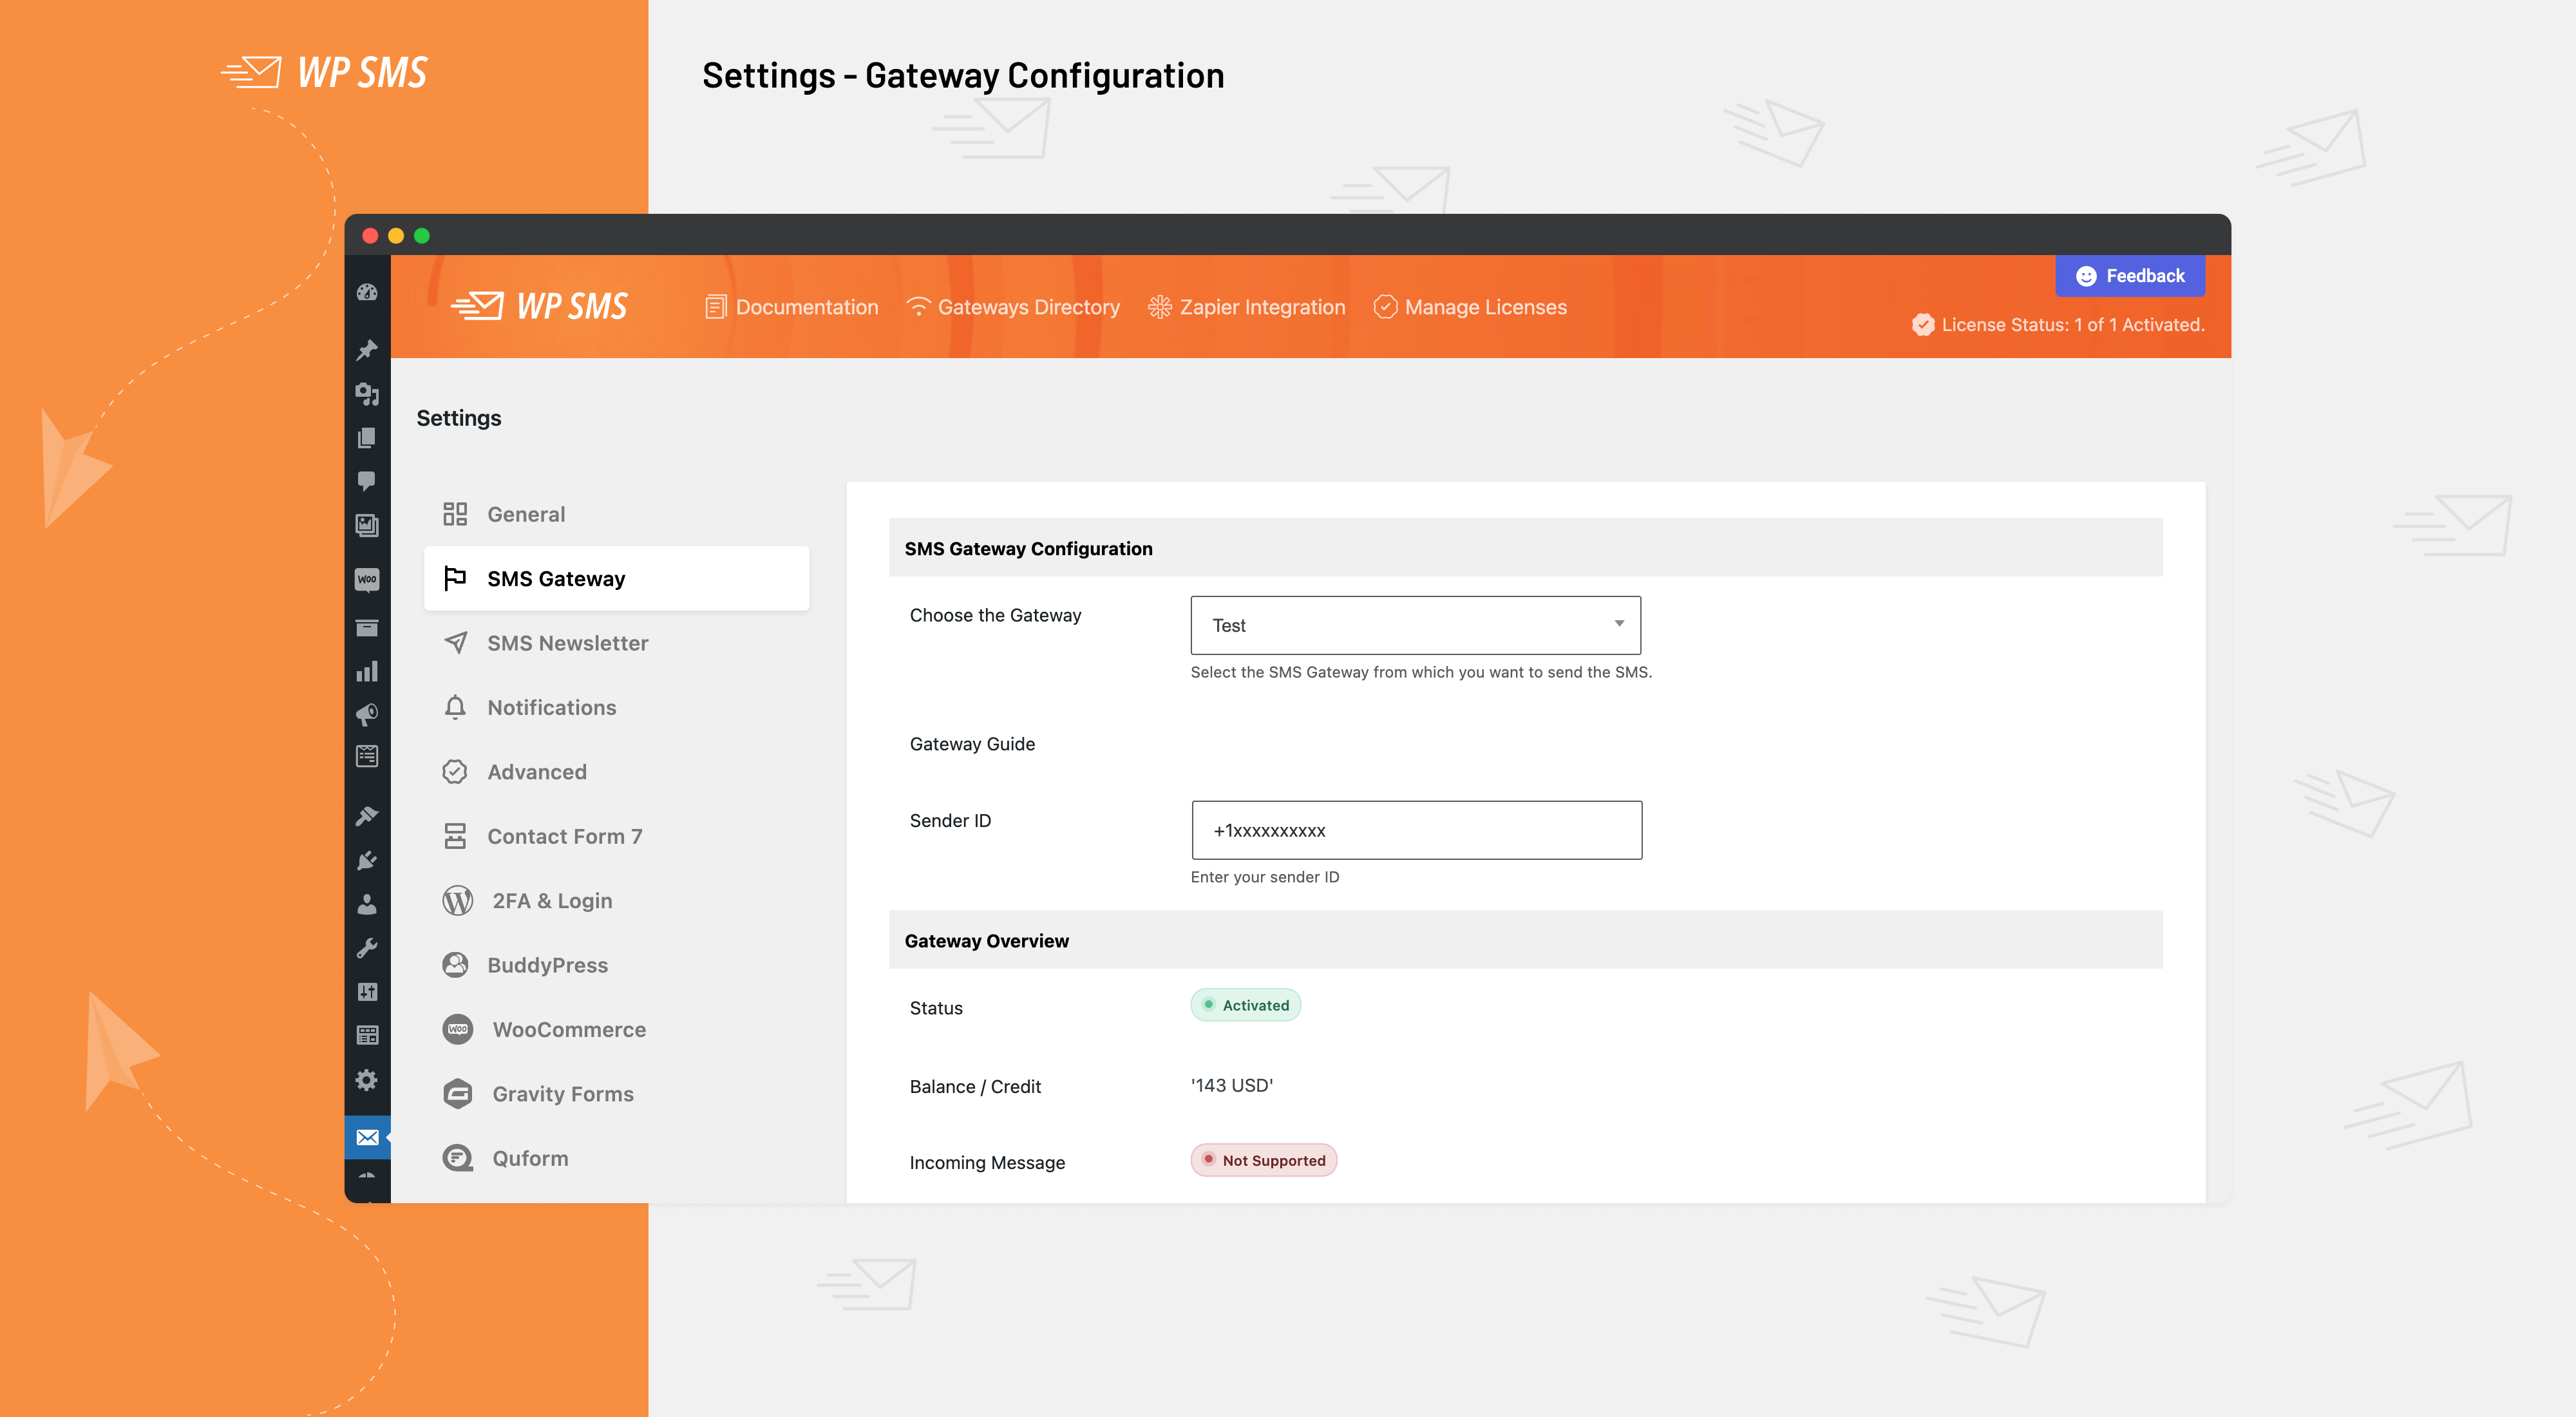 WP SMS
Settings - Gateway Configuration
WP SMS
Documentation
Gateways Directory
Zapier Integration
Manage Licenses
Feedback
License Status: 1 of 1 Activated.
Settings
General
SMS Gateway
SMS Newsletter
Notifications
Advanced
Contact Form 7
2FA & Login
BuddyPress
Woo
WooCommerce
Gravity Forms
Quform
Woo
SMS Gateway Configuration
Choose the Gateway
Test
Select the SMS Gateway from which you want to send the SMS.
Gateway Guide
Sender ID
+1xxxxxxxxxx
Enter your sender ID
Gateway Overview
Status
Activated
Balance / Credit
'143 USD'
Incoming Message
Not Supported